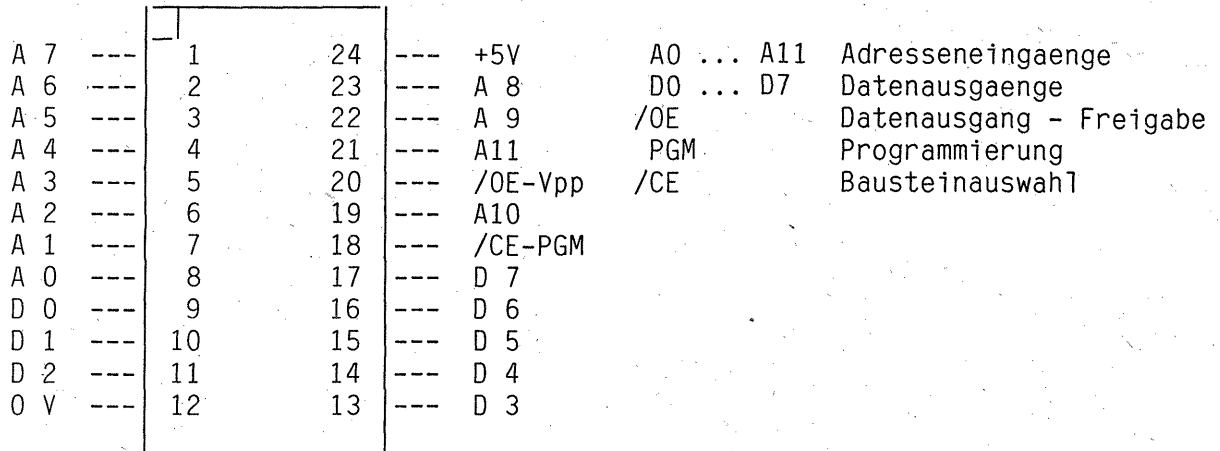 A 7 --- 1 24 --- +5V A0 ... A11 Adresseneingaenge
A 6 --- 2 23 --- A 8 D0 ... D7 Datenausgaenge
A 5 --- 3 22 --- A 9 /OE Datenausgang - Freigabe
A 4 --- 4 21 --- A11 PGM Programmierung
A 3 --- 5 20 --- /OE-Vpp /CE Bausteinauswahl
A 2 --- 6 19 --- A10
A 1 --- 7 18 --- /CE-PGM
A 0 --- 8 17 --- D 7
D 0 --- 9 16 --- D 6
D 1 --- 10 15 --- D 5
D 2 --- 11 14 --- D 4
0 V --- 12 13 --- D 3